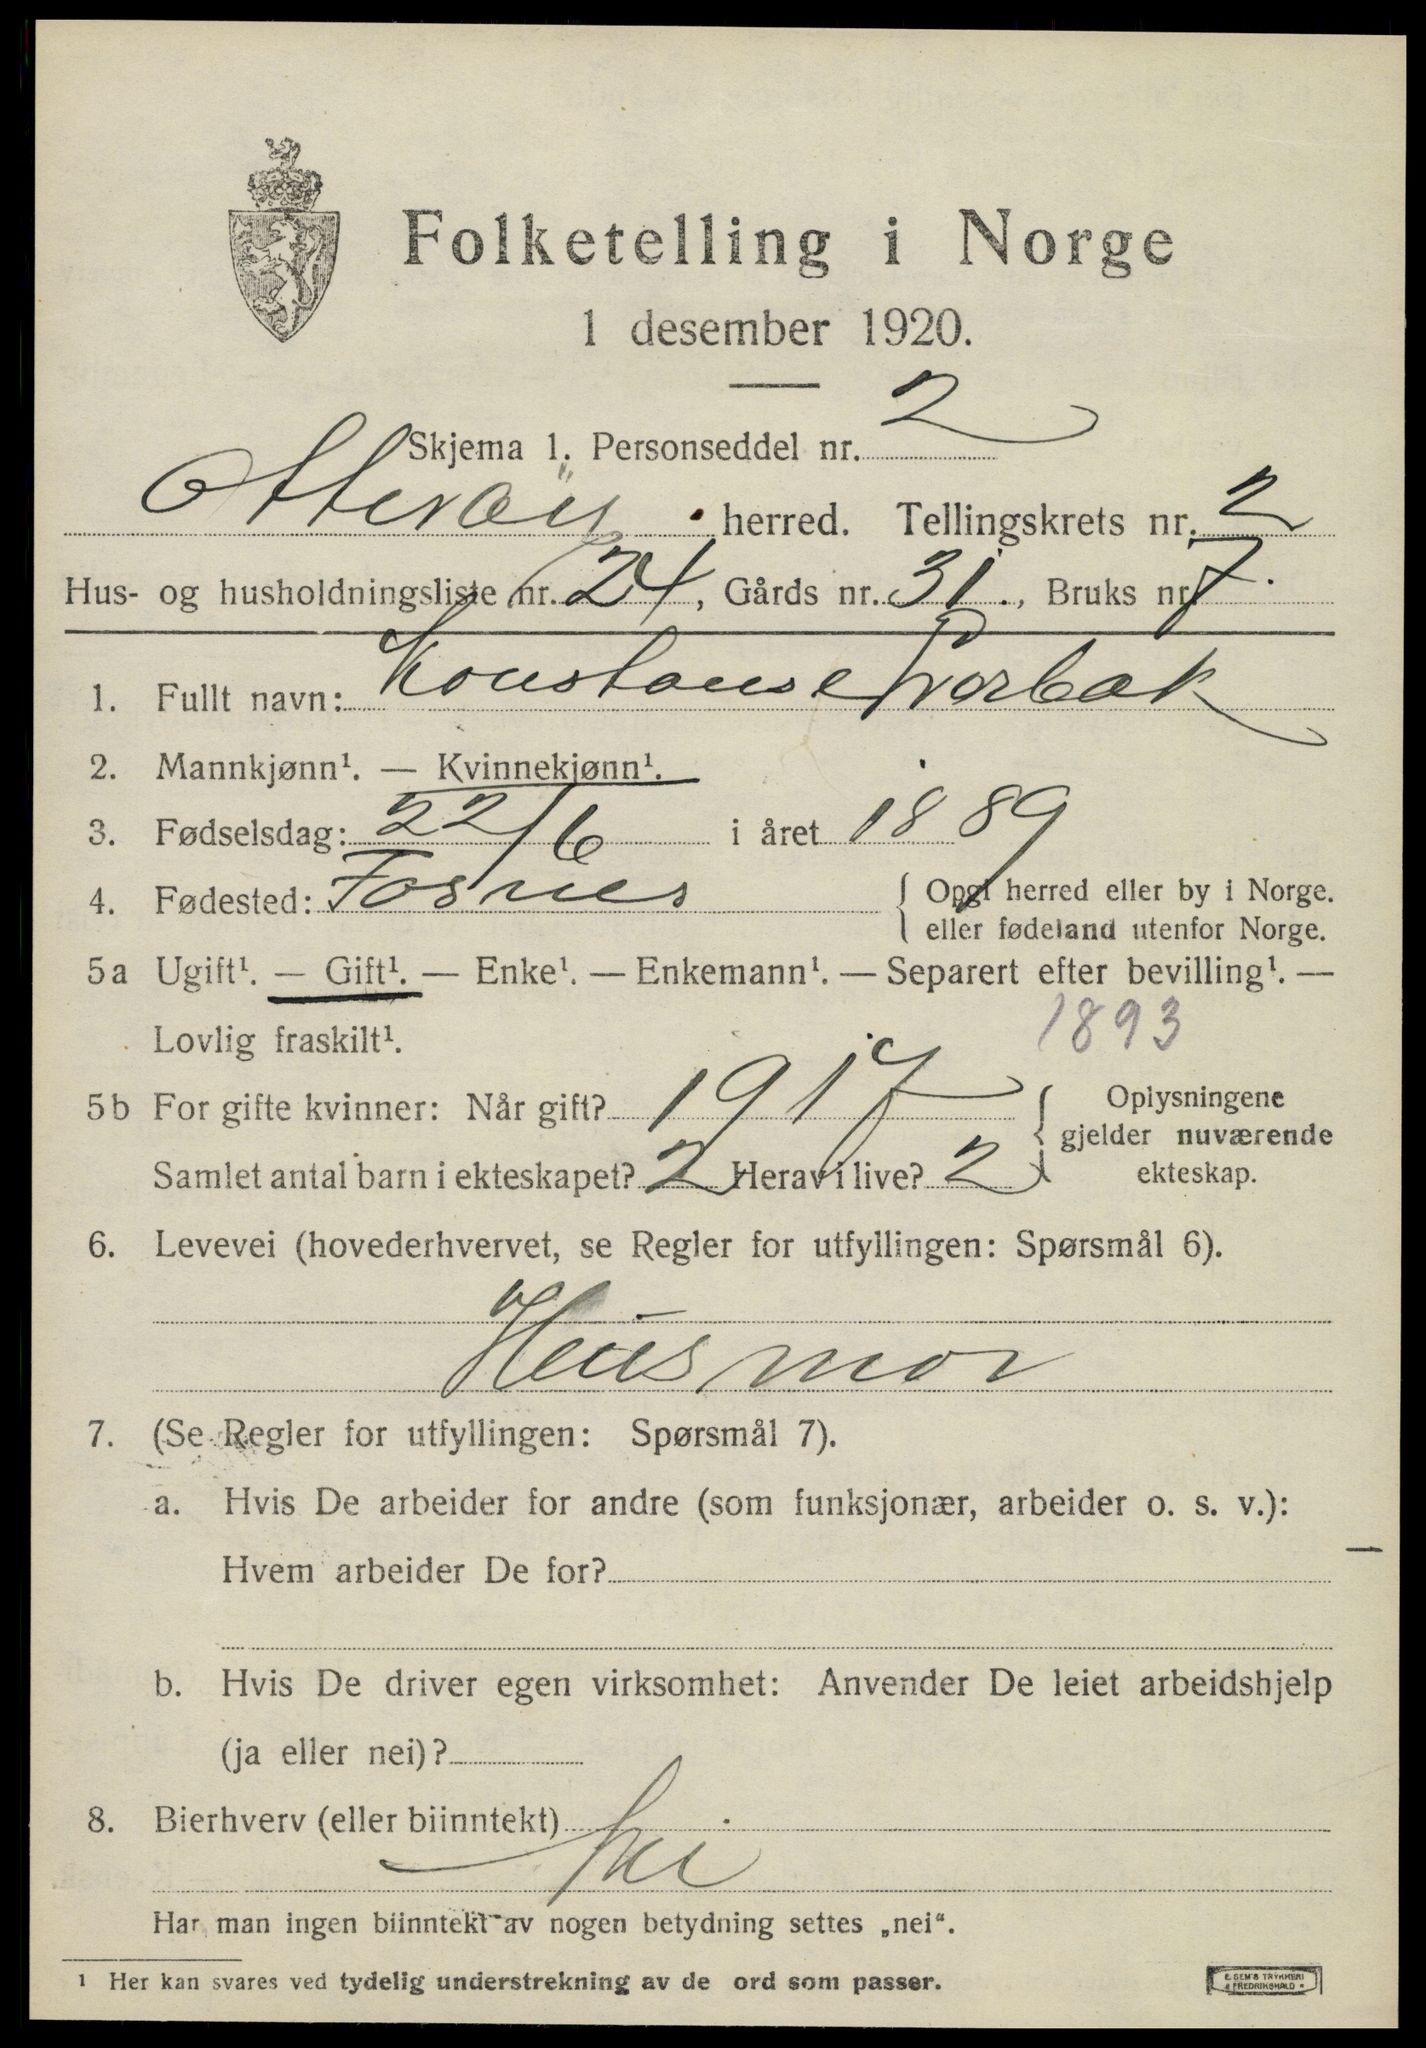 Folketelling i Norge
1 desember 1920.
Skjema 1. Personseddel nr. 2
Otterøy herred. Tellingskrets nr. 2
Hus- og husholdningsliste nr. 24, Gårds nr. 31, Bruks nr. 7.
1. Fullt navn: Konstanse
2. Mannkjønn¹. — Kvinnekjønn¹.
3. Fødselsdag: 22/6 i året 1889
4. Fødested: Fosnes { Opgi herred eller by i Norge.
eller fødeland utenfor Norge.
5a Ugift¹. — Gift¹. — Enke¹. — Enkemann¹. — Separert efter bevilling¹. —
Lovlig fraskilt¹. 1893
5b For gifte kvinner: Når gift? 1917 { Oplysningene
gjelder nuværende
Samlet antal barn i ekteskapet? 2 Herav i live? 2 ekteskap.
6. Levevei (hovederhvervet, se Regler for utfyllingen: Spørsmål 6).
Husmor
7. (Se Regler for utfyllingen: Spørsmål 7).
a. Hvis De arbeider for andre (som funksjonær, arbeider o. s. v.):
Hvem arbeider De for?
b. Hvis De driver egen virksomhet: Anvender De leiet arbeidshjelp
(ja eller nei)?
8. Bierhverv (eller biinntekt)
Nei
Har man ingen biinntekt av nogen betydning settes „nei“.
¹ Her kan svares ved tydelig understrekning av de ord som passer.
E. SEM'S TRYKKERI
FREDRIKSHALD